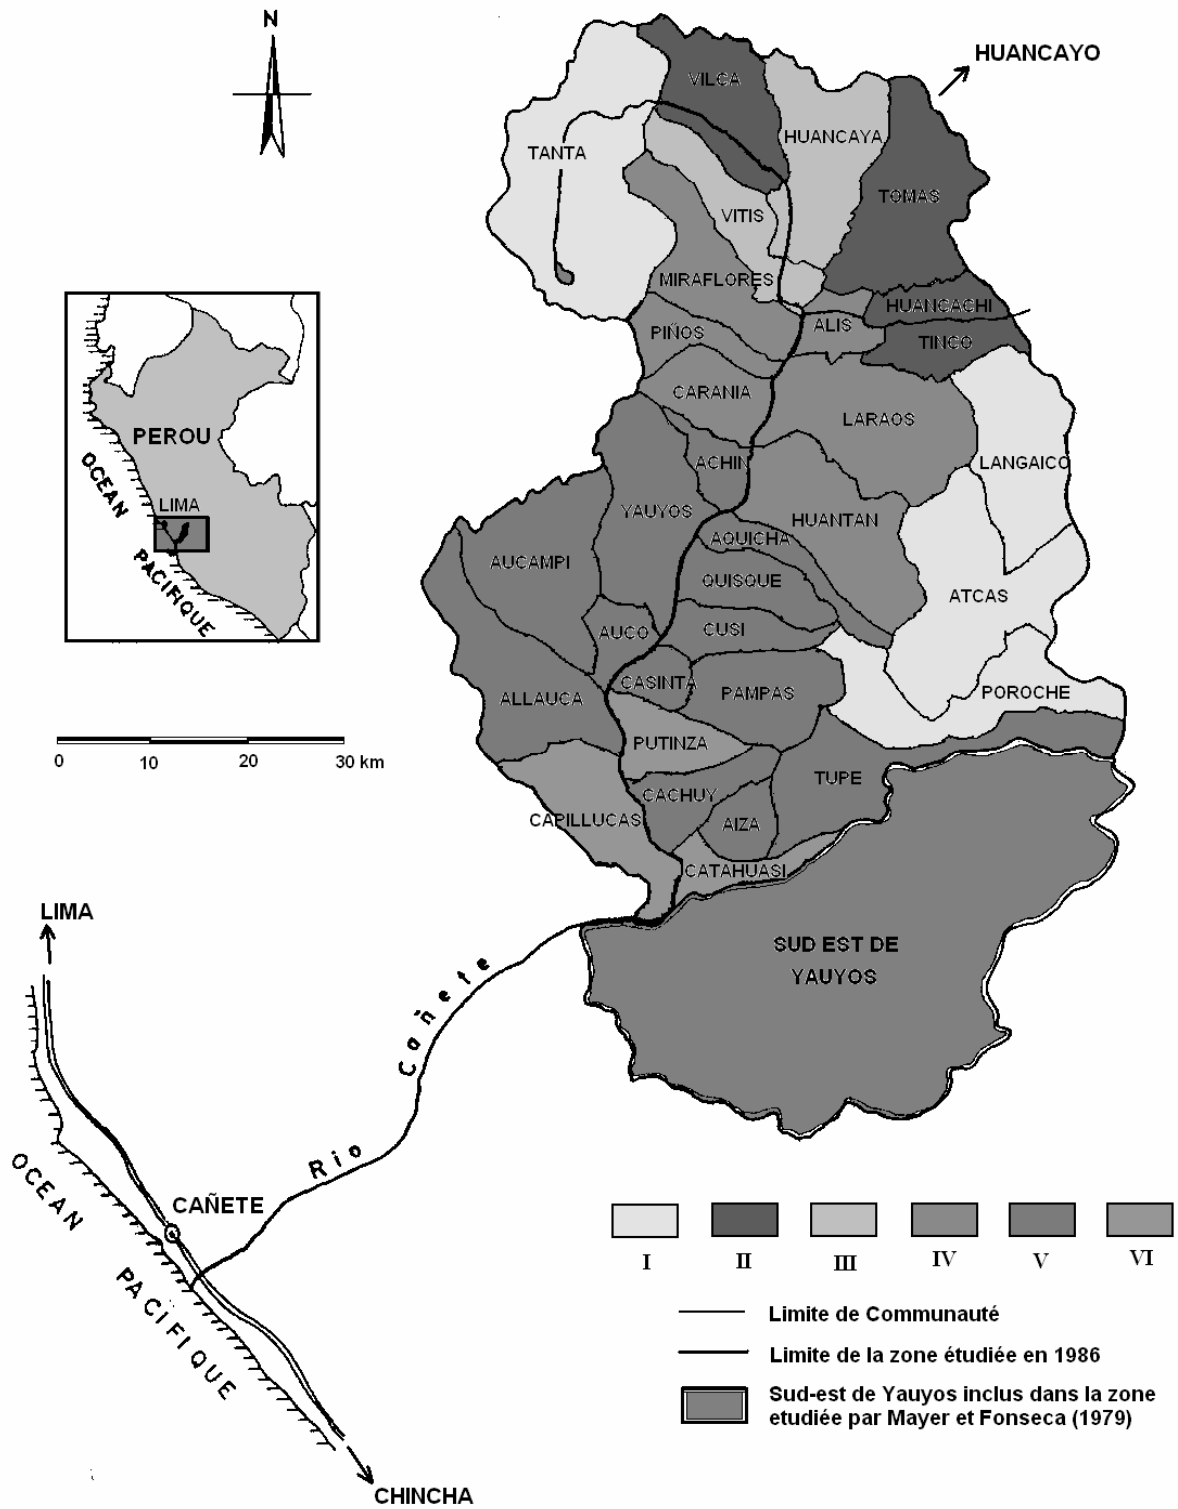 N
HUANCAYO
VILCA
HUANCAYA
TANTA
TOMAS
VITIS
MIRAFLORES
HUANCACHI
PIÑOS
ALIS
TINCO
CARANIA
LARAOS
PEROU
ACHIN
LANGAICO
OCEAN
PACIFIQUE
LIMA
YAUYOS
HUANTAN
AQUICHA
AUCAMPI
QUISQUE
ATCAS
AUCO
CUSI
CASINTA
PAMPAS
POROCHE
ALLAUCA
PUTINZA
0 10 20 30 km
TUPE
CACHUY
CAPILLUCAS
AIZA
CATAHUASI
LIMA
SUD EST DE
YAUYOS
Rio Cañete
OCEAN
PACIFIQUE
CAÑETE
CHINCHA
I II III IV V VI
Limite de Communauté
Limite de la zone étudiée en 1986
Sud-est de Yauyos inclus dans la zone
etudiée par Mayer et Fonseca (1979)